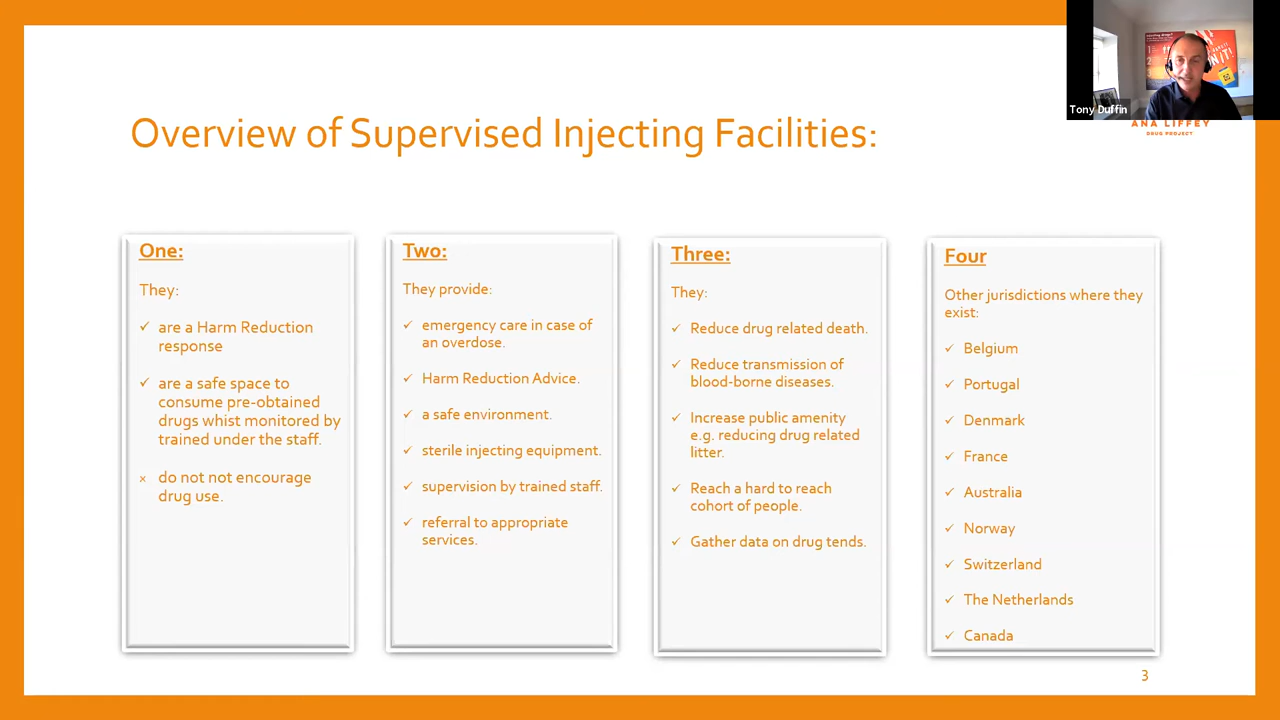 Tony Duffin
ANA LIFFEY
DRUG PROJECT
Overview of Supervised Injecting Facilities:
One:
They:
✓ are a Harm Reduction
response
✓ are a safe space to
consume pre-obtained
drugs whist monitored by
trained under the staff.
× do not not encourage
drug use.
Two:
They provide:
✓ emergency care in case of
an overdose.
✓ Harm Reduction Advice.
✓ a safe environment.
✓ sterile injecting equipment.
✓ supervision by trained staff.
✓ referral to appropriate
services.
Three:
They:
✓ Reduce drug related death.
✓ Reduce transmission of
blood-borne diseases.
✓ Increase public amenity
e.g. reducing drug related
litter.
✓ Reach a hard to reach
cohort of people.
✓ Gather data on drug tends.
Four
Other jurisdictions where they
exist:
✓ Belgium
✓ Portugal
✓ Denmark
✓ France
✓ Australia
✓ Norway
✓ Switzerland
✓ The Netherlands
✓ Canada
3